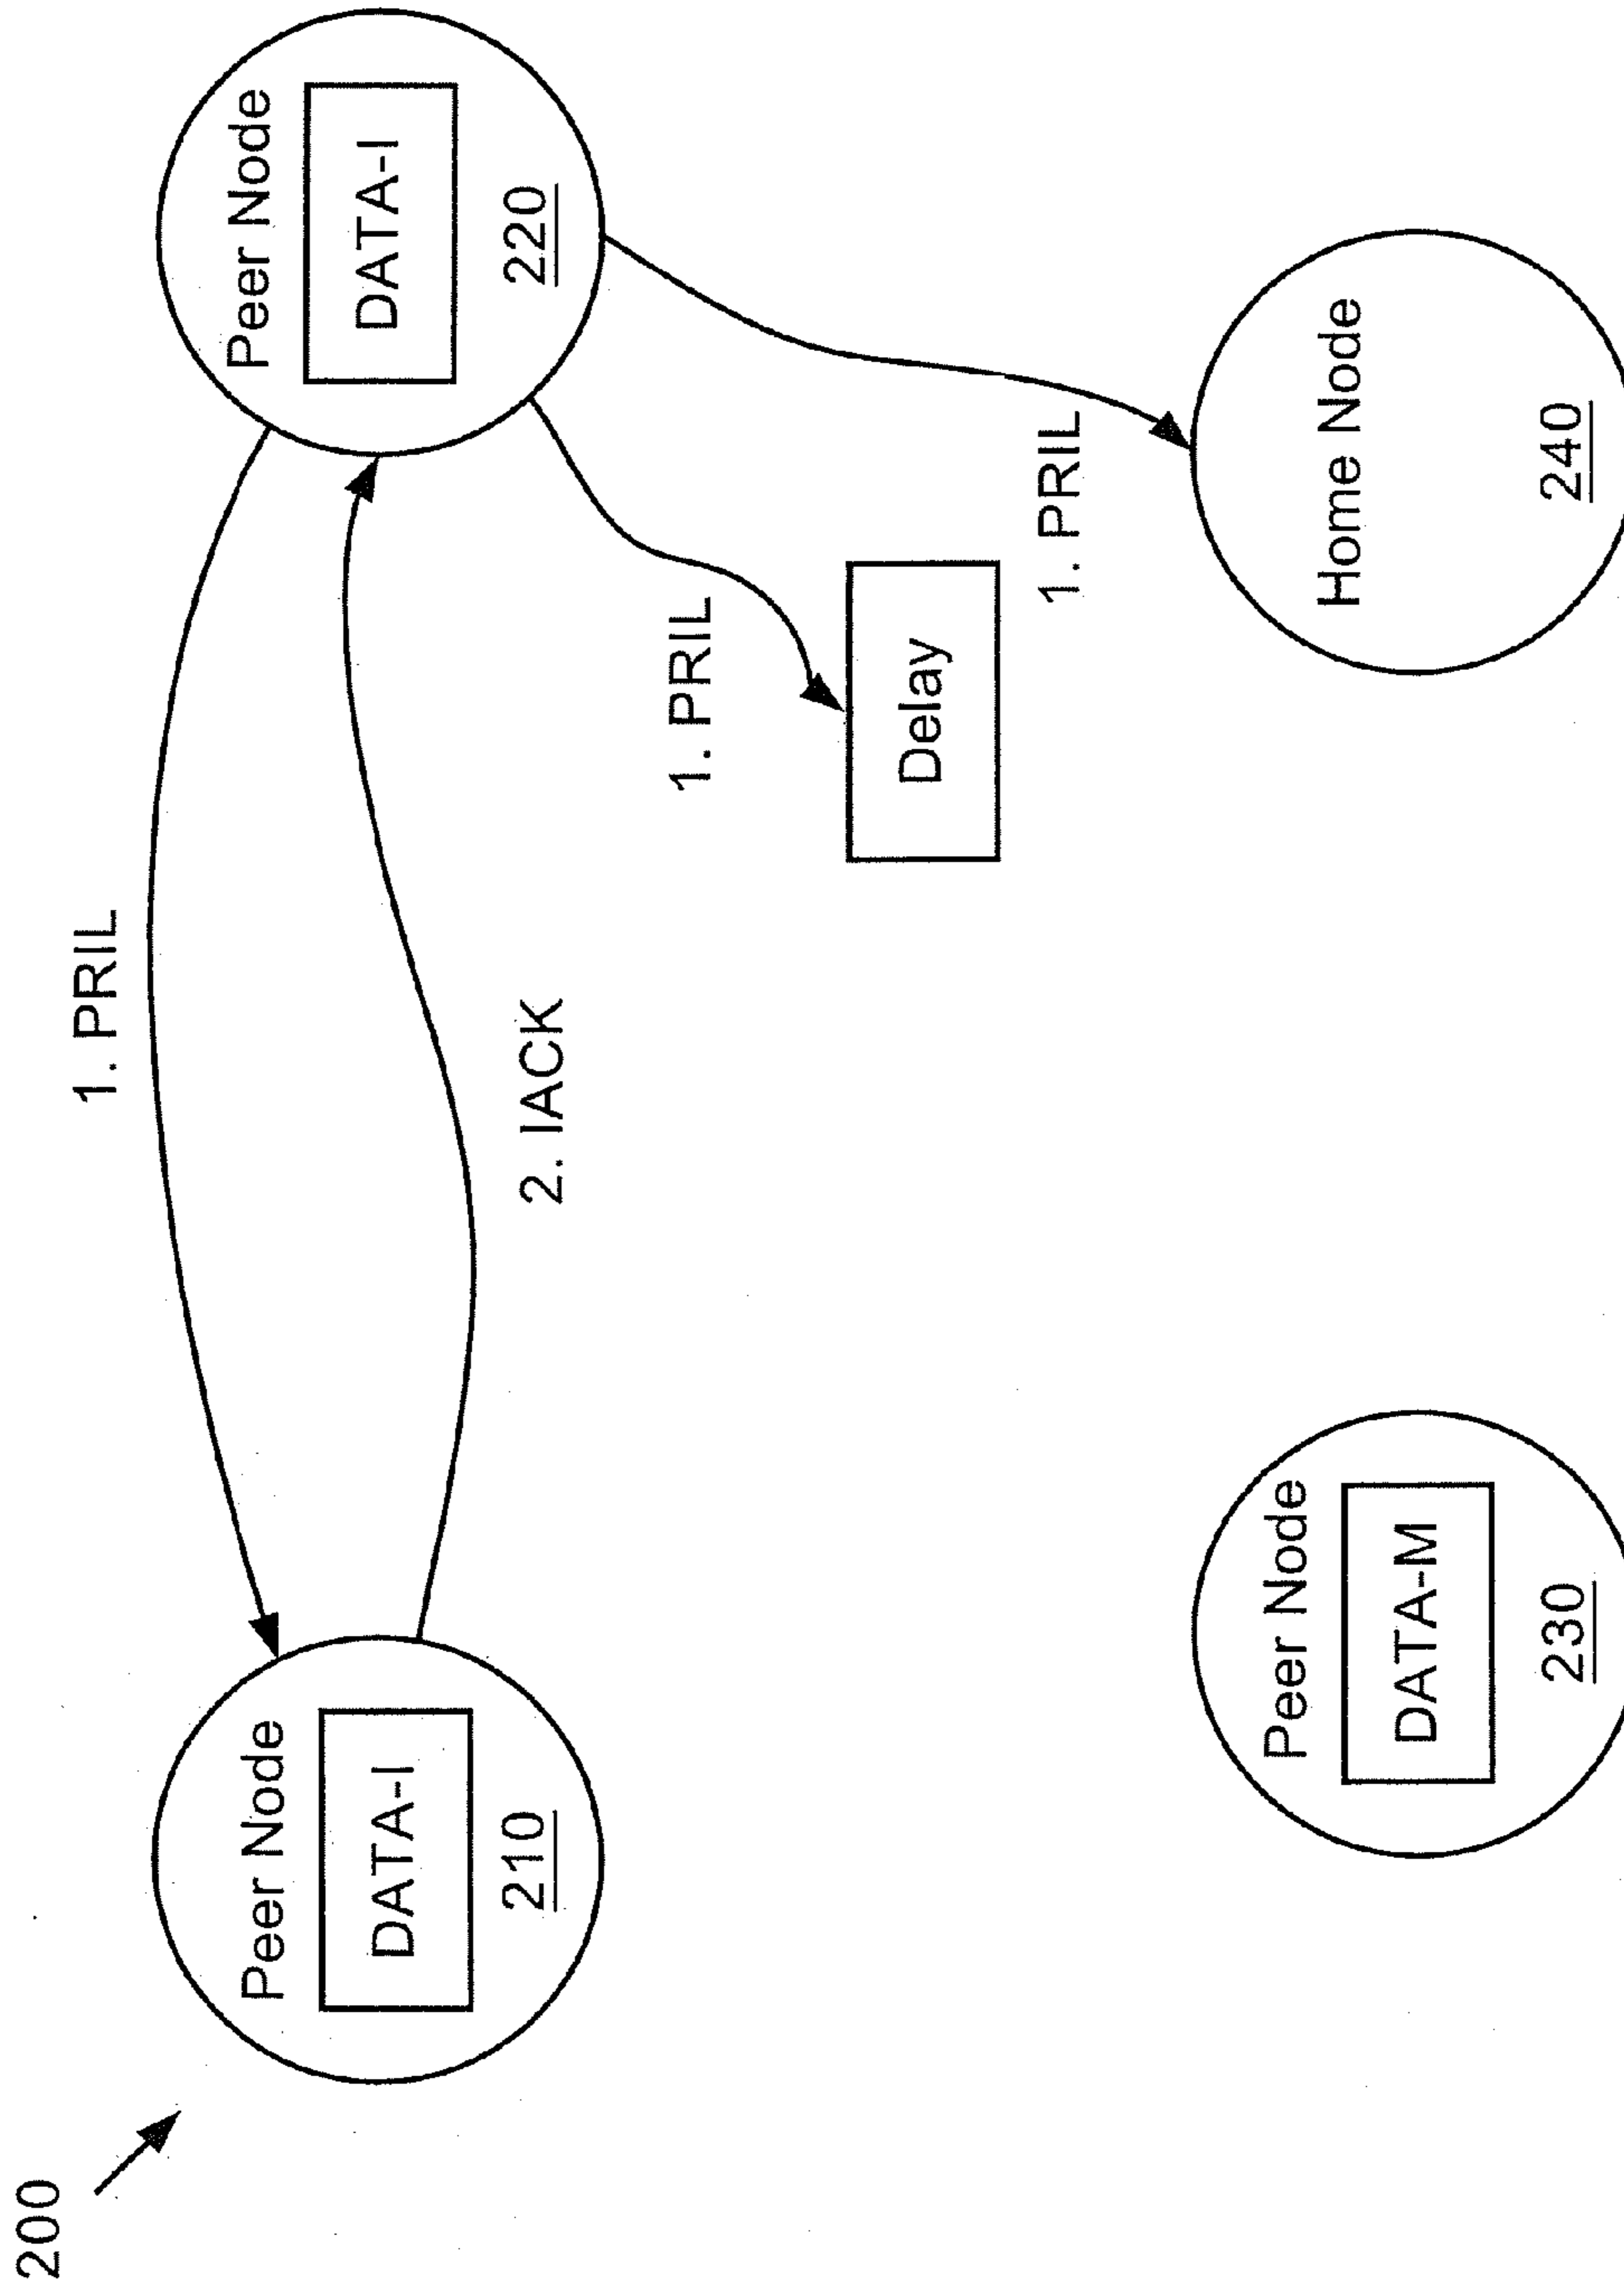 200
Peer Node
DATA-I
210
1. PRIL
2. IACK
Peer Node
DATA-I
220
1. PRIL
Delay
1. PRIL
Peer Node
DATA-M
230
Home Node
240